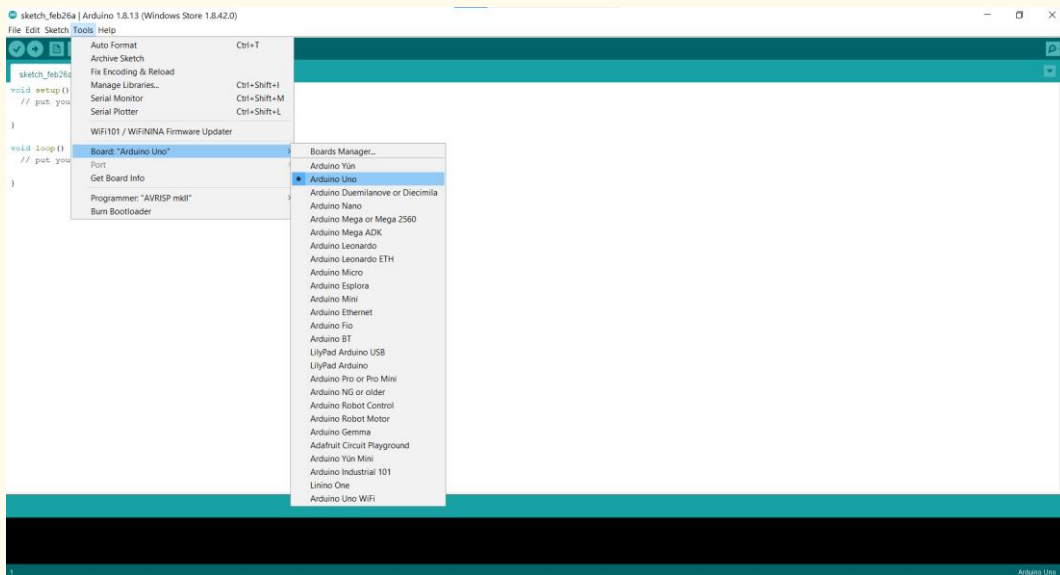 sketch_feb26a | Arduino 1.8.13 (Windows Store 1.8.42.0)
File Edit Sketch Tools Help
sketch_feb26a
void setup()
// put you
}
void loop()
// put you
}
Auto Format Ctrl+T
Archive Sketch
Fix Encoding & Reload
Manage Libraries... Ctrl+Shift+I
Serial Monitor Ctrl+Shift+M
Serial Plotter Ctrl+Shift+L
WiFi101 / WiFiNINA Firmware Updater
Board: "Arduino Uno"
Port
Get Board Info
Programmer: "AVRISP mkII"
Burn Bootloader
Boards Manager...
Arduino Yún
Arduino Uno
Arduino Duemilanove or Diecimila
Arduino Nano
Arduino Mega or Mega 2560
Arduino Mega ADK
Arduino Leonardo
Arduino Leonardo ETH
Arduino Micro
Arduino Esplora
Arduino Mini
Arduino Ethernet
Arduino Fio
Arduino BT
LilyPad Arduino USB
LilyPad Arduino
Arduino Pro or Pro Mini
Arduino NG or older
Arduino Robot Control
Arduino Robot Motor
Arduino Gemma
Adafruit Circuit Playground
Arduino Yún Mini
Arduino Industrial 101
Linino One
Arduino Uno WiFi
1
Arduino Uno